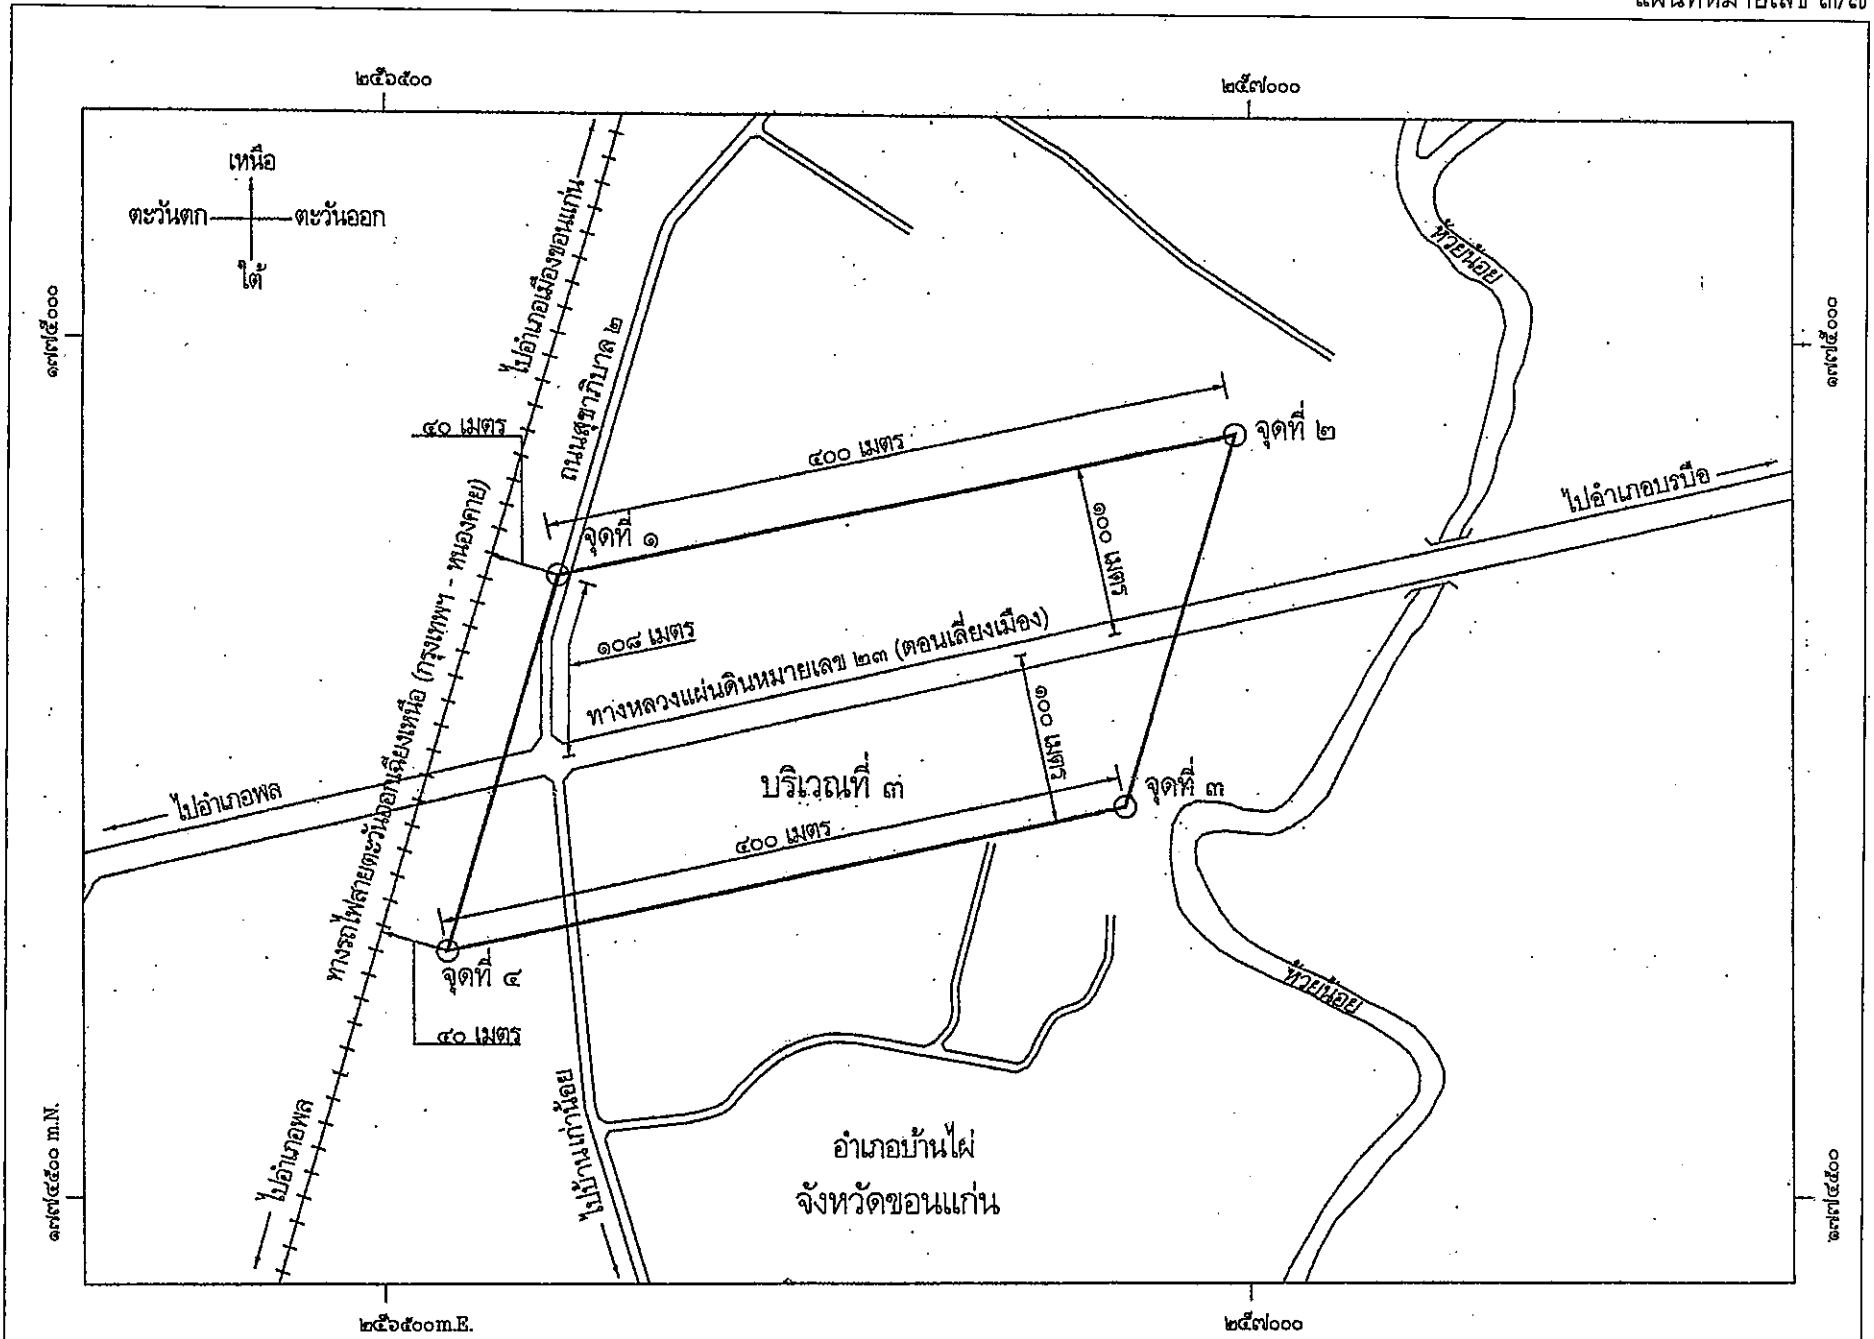 แผนที่หมายเลข ๓/๗
๒๕๖๕๐๐
๒๕๗๐๐๐
เหนือ
ตะวันตก
ตะวันออก
ใต้
ไปอำเภอเมืองขอนแก่น
ห้วยน้อย
๑๗๗๕๐๐๐
๑๗๗๕๐๐๐
ถนนสุขาภิบาล ๒
๔๐ เมตร
๔๐๐ เมตร
จุดที่ ๒
ไปอำเภอบรบือ
จุดที่ ๑
๑๐๐ เมตร
๑๐๘ เมตร
ทางหลวงแผ่นดินหมายเลข ๒๓ (ตอนเลี่ยงเมือง)
ทางรถไฟสายตะวันออกเฉียงเหนือ (กรุงเทพฯ - หนองคาย)
๑๐๐ เมตร
บริเวณที่ ๓
จุดที่ ๓
ไปอำเภอพล
๔๐๐ เมตร
จุดที่ ๔
ห้วยน้อย
๔๐ เมตร
ไปอำเภอพล
อำเภอบ้านไผ่
จังหวัดขอนแก่น
๑๗๗๔๕๐๐ m.N.
๑๗๗๔๕๐๐
๒๕๖๕๐๐m.E.
๒๕๗๐๐๐